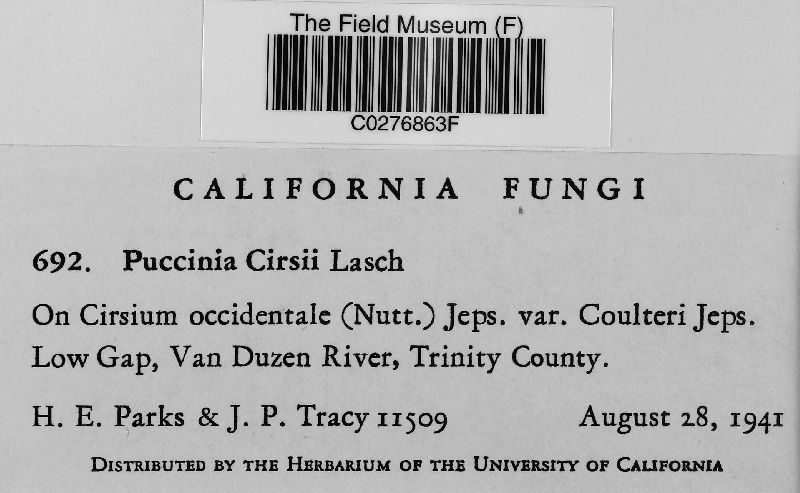 The Field Museum (F)
C0276863F
CALIFORNIA FUNGI
692. Puccinia Cirsii Lasch
On Cirsium occidentale (Nutt.) Jeps. var. Coulteri Jeps.
Low Gap, Van Duzen River, Trinity County.
H. E. Parks & J. P. Tracy 11509 August 28, 1941
DISTRIBUTED BY THE HERBARIUM OF THE UNIVERSITY OF CALIFORNIA